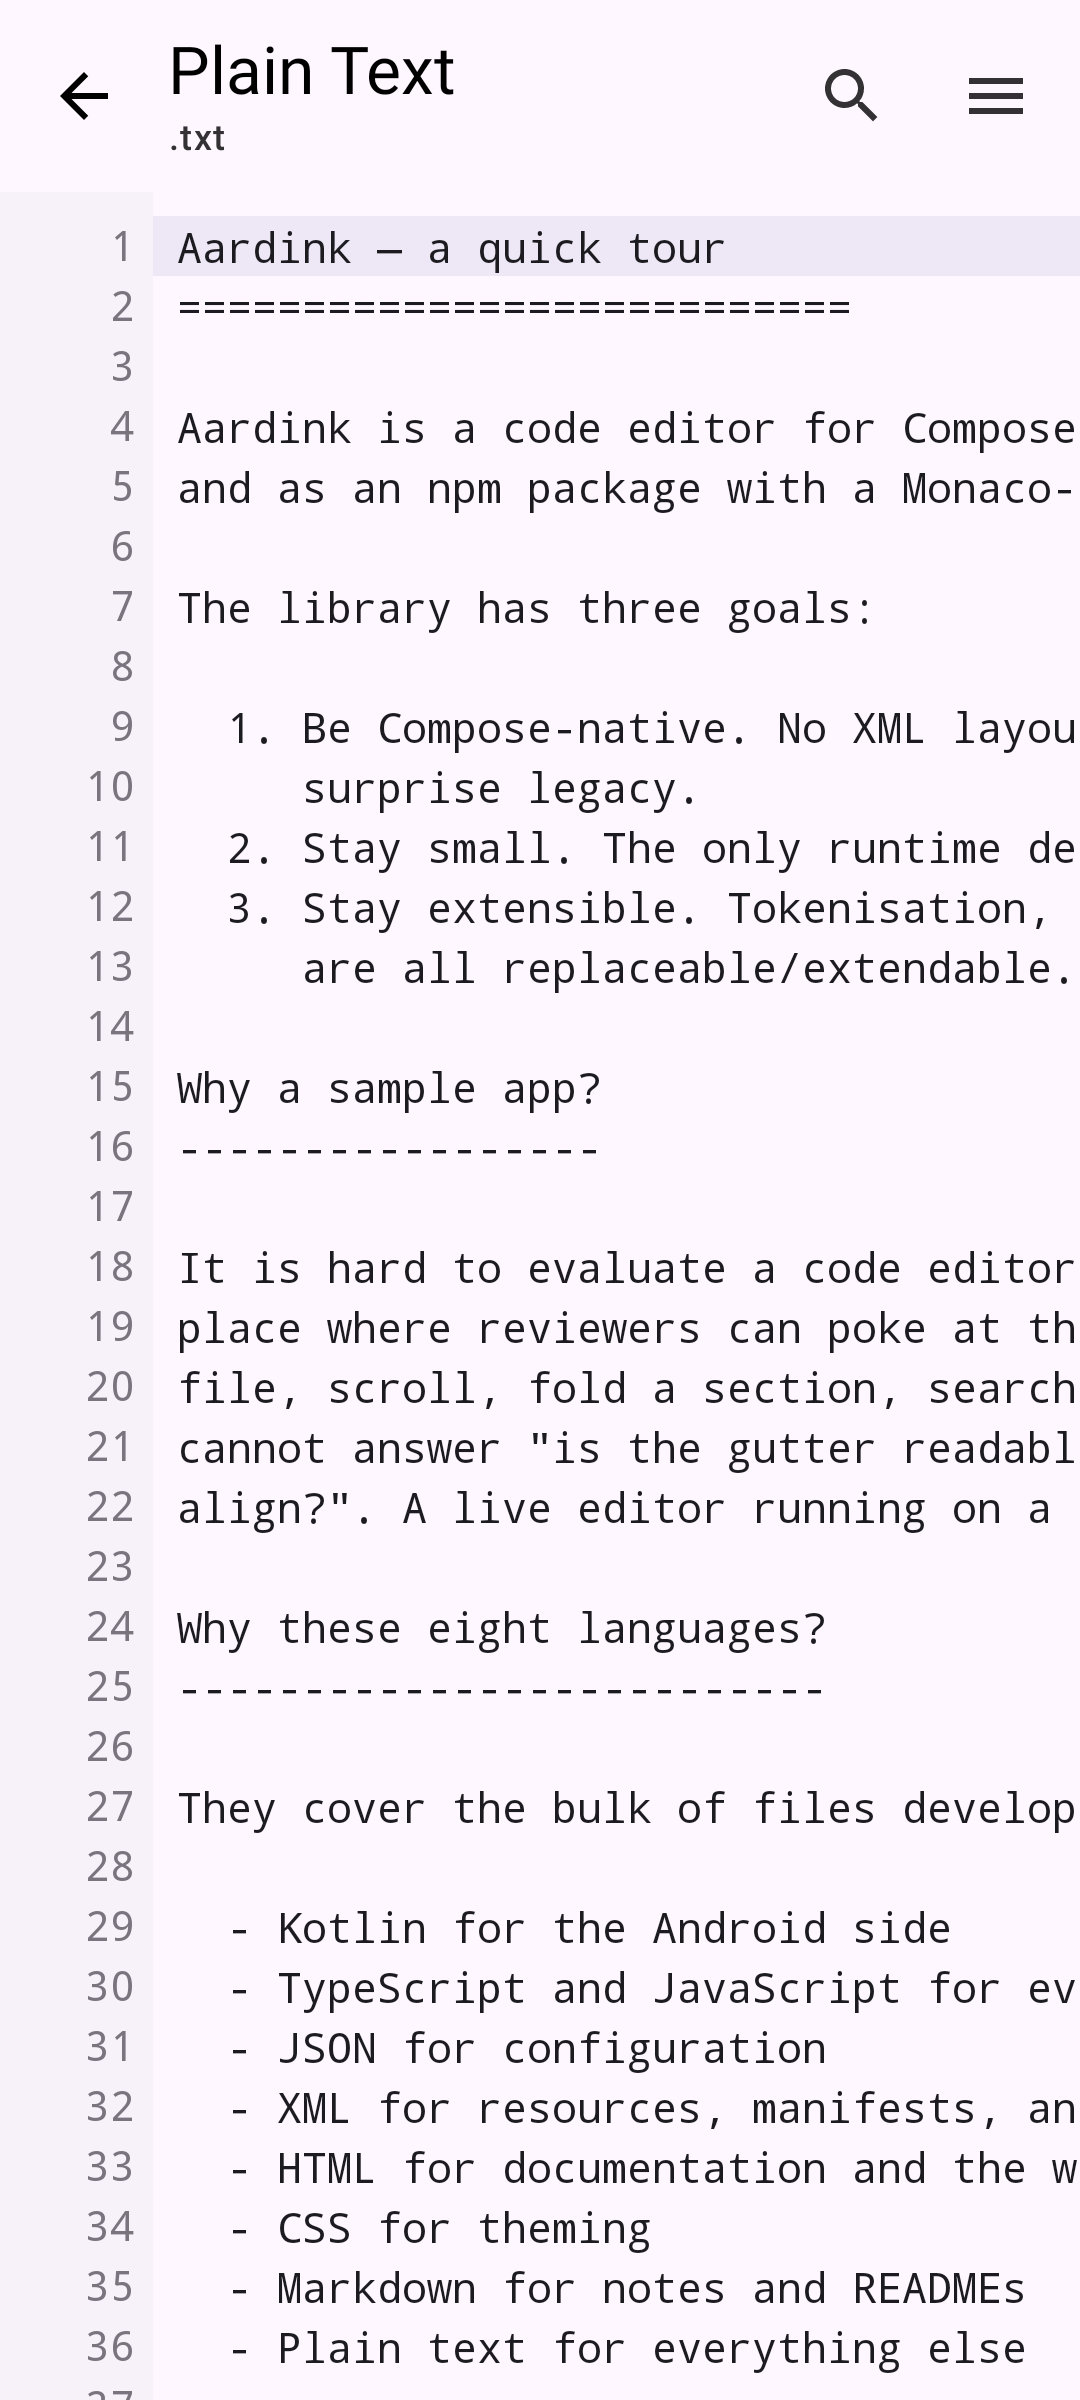 Plain Text
.txt
1 Aardink — a quick tour
2 ===========================
3
4 Aardink is a code editor for Compose
5 and as an npm package with a Monaco-
6
7 The library has three goals:
8
9   1. Be Compose-native. No XML layou
10      surprise legacy.
11   2. Stay small. The only runtime de
12   3. Stay extensible. Tokenisation,
13      are all replaceable/extendable.
14
15 Why a sample app?
16 -----------------
17
18 It is hard to evaluate a code editor
19 place where reviewers can poke at th
20 file, scroll, fold a section, search
21 cannot answer "is the gutter readabl
22 align?". A live editor running on a
23
24 Why these eight languages?
25 --------------------------
26
27 They cover the bulk of files develop
28
29   - Kotlin for the Android side
30   - TypeScript and JavaScript for ev
31   - JSON for configuration
32   - XML for resources, manifests, an
33   - HTML for documentation and the w
34   - CSS for theming
35   - Markdown for notes and READMEs
36   - Plain text for everything else
37